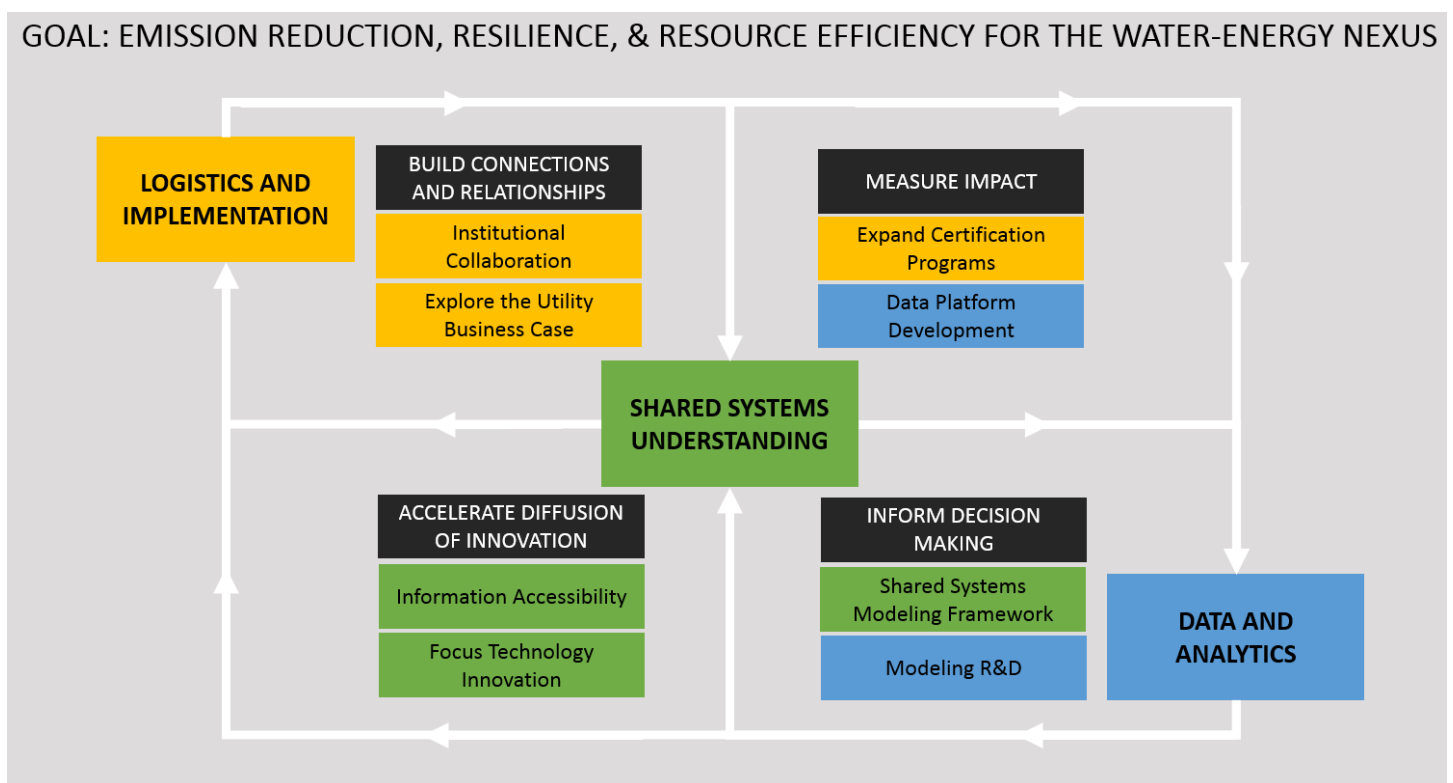 GOAL: EMISSION REDUCTION, RESILIENCE, & RESOURCE EFFICIENCY FOR THE WATER-ENERGY NEXUS
LOGISTICS AND
IMPLEMENTATION
BUILD CONNECTIONS
AND RELATIONSHIPS
Institutional
Collaboration
Explore the Utility
Business Case
MEASURE IMPACT
Expand Certification
Programs
Data Platform
Development
SHARED SYSTEMS
UNDERSTANDING
ACCELERATE DIFFUSION
OF INNOVATION
Information Accessibility
Focus Technology
Innovation
INFORM DECISION
MAKING
Shared Systems
Modeling Framework
Modeling R&D
DATA AND
ANALYTICS